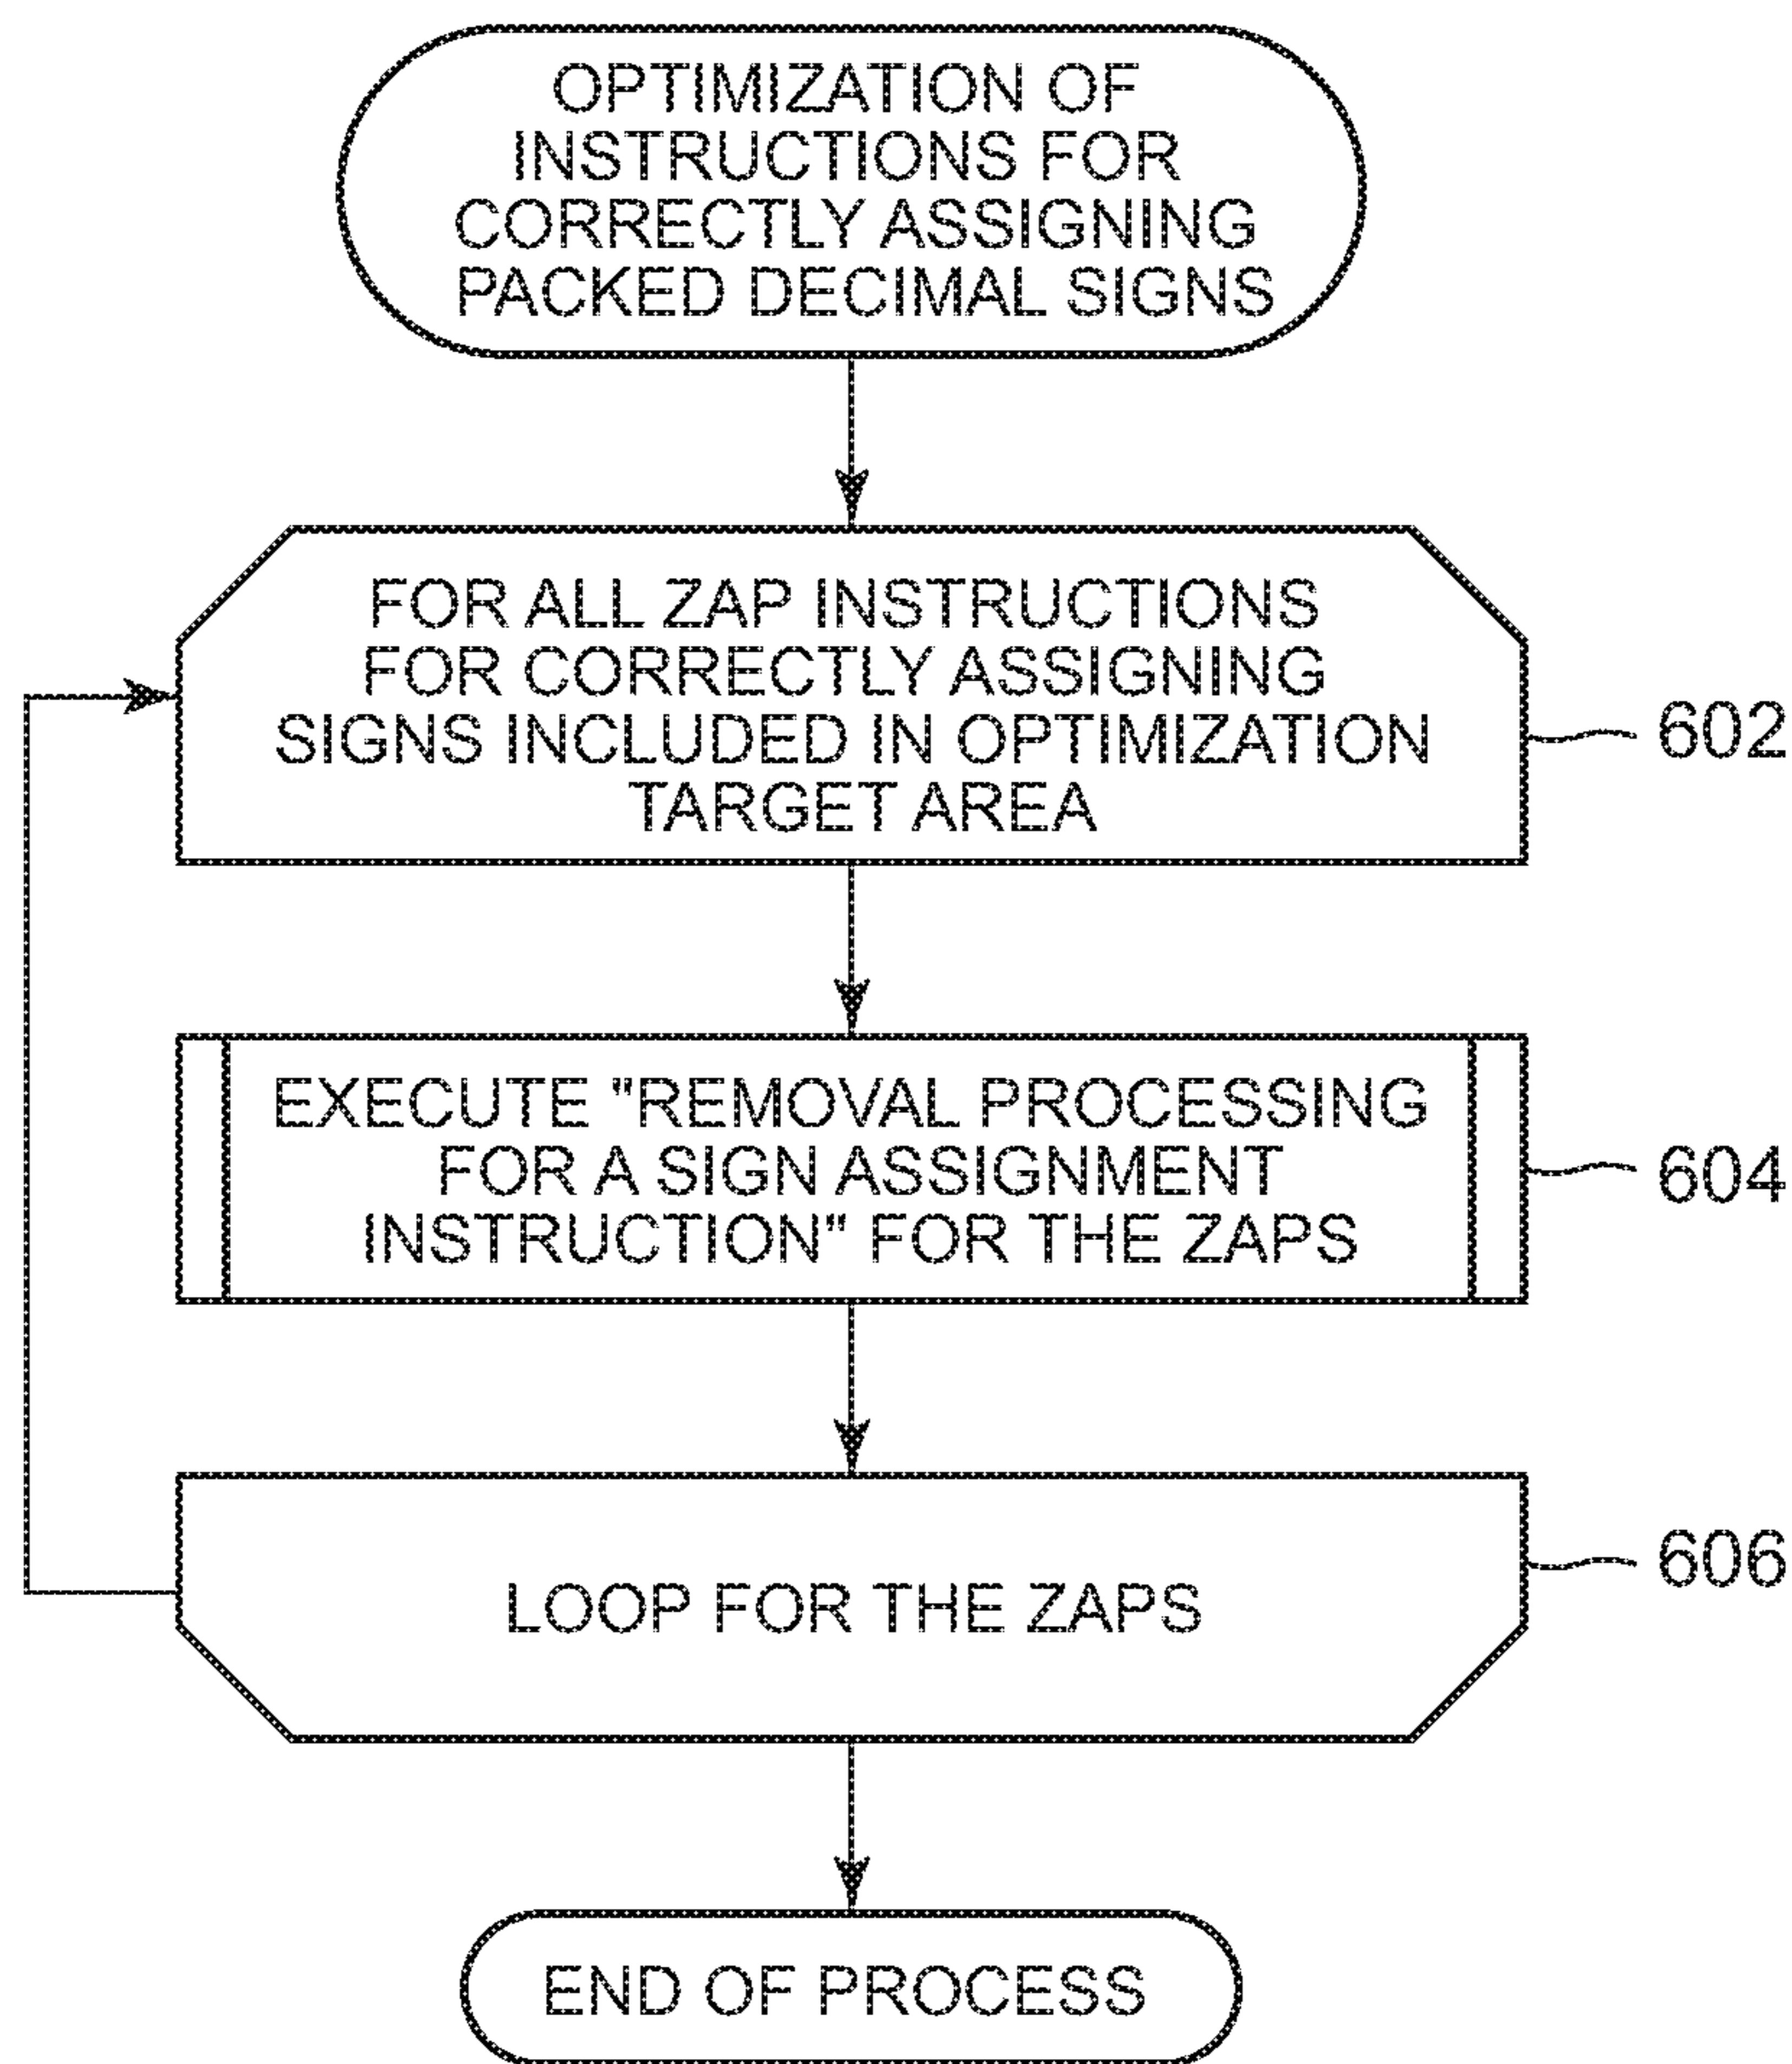 OPTIMIZATION OF
INSTRUCTIONS FOR
CORRECTLY ASSIGNING
PACKED DECIMAL SIGNS
FOR ALL ZAP INSTRUCTIONS
FOR CORRECTLY ASSIGNING
SIGNS INCLUDED IN OPTIMIZATION
TARGET AREA
602
EXECUTE "REMOVAL PROCESSING
FOR A SIGN ASSIGNMENT
INSTRUCTION" FOR THE ZAPS
604
LOOP FOR THE ZAPS
606
END OF PROCESS